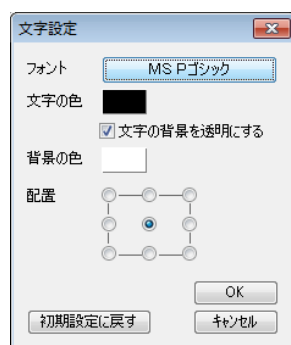 文字設定
フォント MS Pゴシック
文字の色
文字の背景を透明にする
背景の色
配置
OK
初期設定に戻す キャンセル